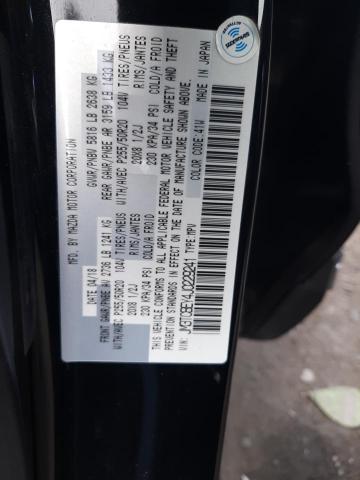 MFD. BY MAZDA MOTOR CORPORATION
DATE 04/18
GVWR/PNBV 5816 LB 2638 KG
FRONT GAWR/PNBE AV 2736 LB 1241 KG
REAR GAWR/PNBE AR 3159 LB 1433 KG
WITH/AVEC P255/50R20 104V TIRES/PNEUS
WITH/AVEC P255/50R20 104V TIRES/PNEUS
20X8 1/2J RIMS/JANTES
20X8 1/2J RIMS/JANTES
230 KPA/34 PSI COLD/A FROID
230 KPA/34 PSI COLD/A FROID
THIS VEHICLE CONFORMS TO ALL APPLICABLE FEDERAL MOTOR VEHICLE SAFETY AND THEFT
PREVENTION STANDARDS IN EFFECT ON THE DATE OF MANUFACTURE SHOWN ABOVE.
TYPE:MPV
COLOR CODE:41W
MADE IN JAPAN